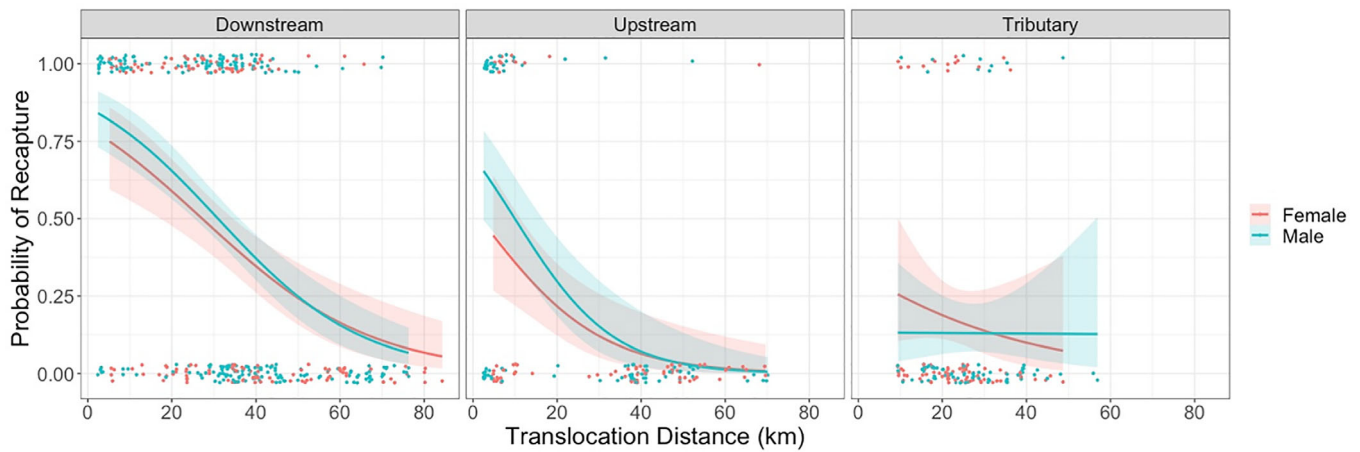 Downstream
Upstream
Tributary
Probability of Recapture
1.00
0.75
0.50
0.25
0.00
0 20 40 60 80
0 20 40 60 80
0 20 40 60 80
Translocation Distance (km)
Female
Male